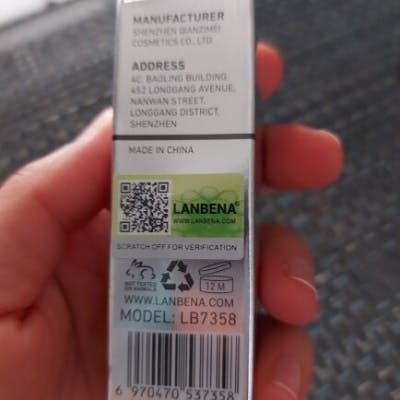 MANUFACTURER
SHENZHEN QIANZIMEI
COSMETICS CO., LTD.
ADDRESS
4C, BAOLING BUILDING,
452 LONGGANG AVENUE,
NANWAN STREET,
LONGGANG DISTRICT,
SHENZHEN
MADE IN CHINA
LANBENA®
WWW.LANBENA.COM
SCRATCH OFF FOR VERIFICATION
NOT TESTED
ON ANIMALS
12 M
WWW.LANBENA.COM
MODEL: LB7358
6 970470 537358